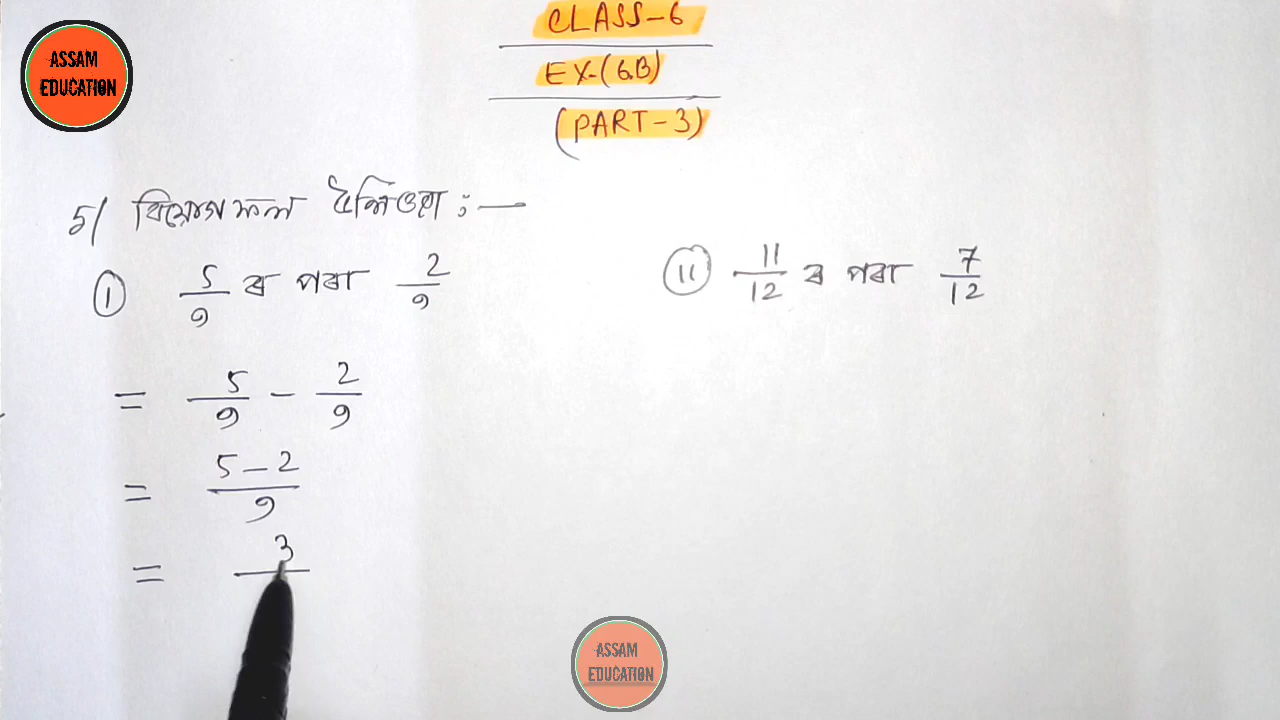 ASSAM
EDUCATION
CLASS-6
EX-(6.B)
(PART-3)
5/ বিয়োগফল উলিওৱা :—
(i) 5/9 ৰ পৰা 2/9
(ii) 11/12 ৰ পৰা 7/12
= 5/9 - 2/9
= 5-2/9
= 3
ASSAM
EDUCATION